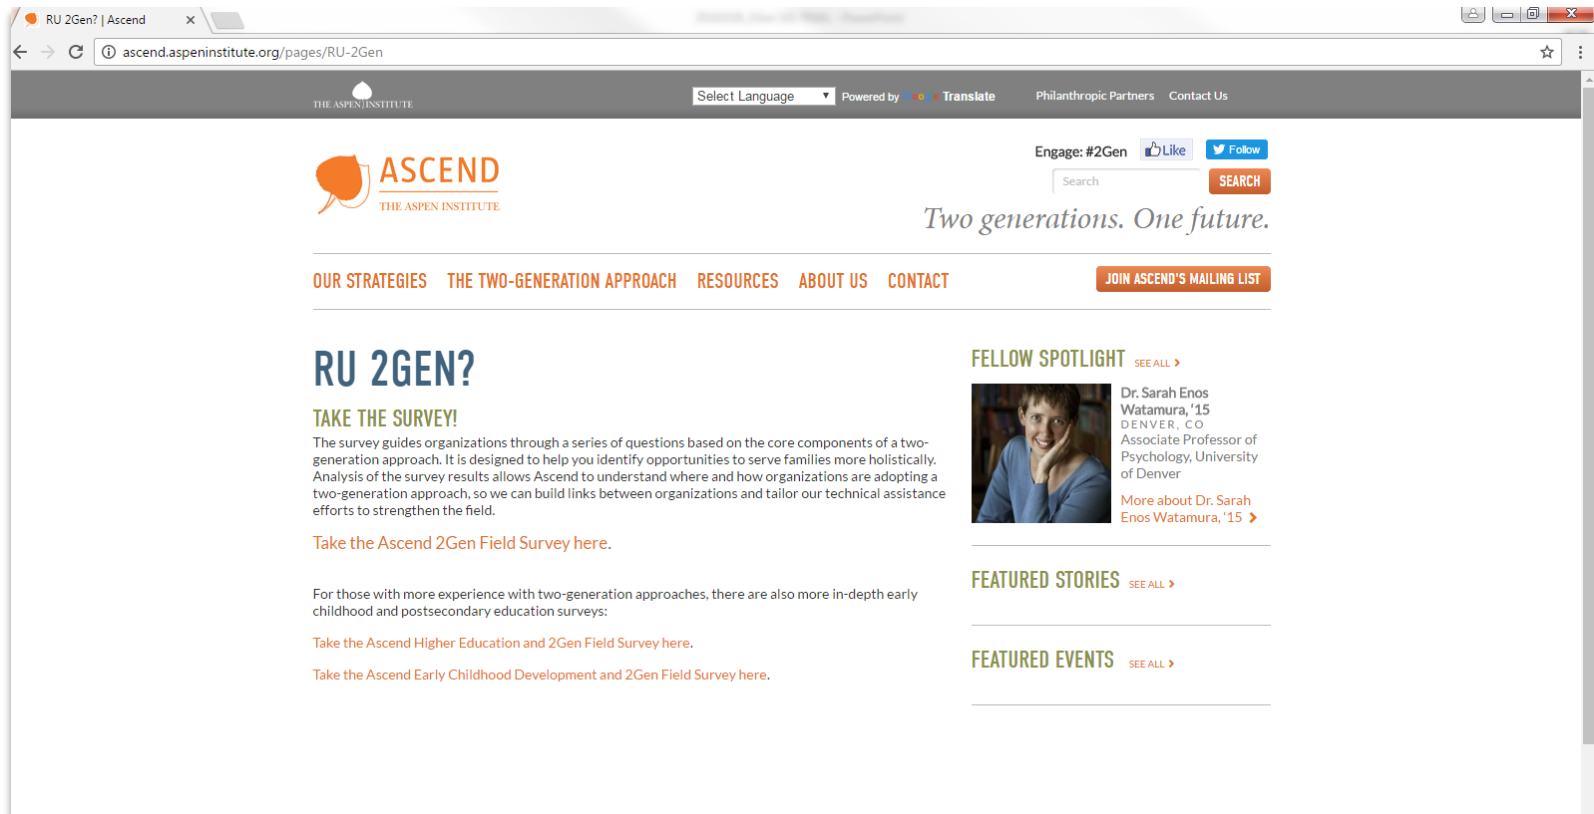 RU 2Gen? | Ascend
ascend.aspeninstitute.org/pages/RU-2Gen
THE ASPEN INSTITUTE
Select Language
Powered by Google Translate
Philanthropic Partners Contact Us
ASCEND
THE ASPEN INSTITUTE
Engage: #2Gen Like Follow
Search SEARCH
Two generations. One future.
OUR STRATEGIES THE TWO-GENERATION APPROACH RESOURCES ABOUT US CONTACT
JOIN ASCEND'S MAILING LIST
RU 2GEN?
TAKE THE SURVEY!
The survey guides organizations through a series of questions based on the core components of a two-
generation approach. It is designed to help you identify opportunities to serve families more holistically.
Analysis of the survey results allows Ascend to understand where and how organizations are adopting a
two-generation approach, so we can build links between organizations and tailor our technical assistance
efforts to strengthen the field.
Take the Ascend 2Gen Field Survey here.
For those with more experience with two-generation approaches, there are also more in-depth early
childhood and postsecondary education surveys:
Take the Ascend Higher Education and 2Gen Field Survey here.
Take the Ascend Early Childhood Development and 2Gen Field Survey here.
FELLOW SPOTLIGHT SEE ALL
Dr. Sarah Enos
Watamura, '15
DENVER, CO
Associate Professor of
Psychology, University
of Denver
More about Dr. Sarah
Enos Watamura, '15
FEATURED STORIES SEE ALL
FEATURED EVENTS SEE ALL